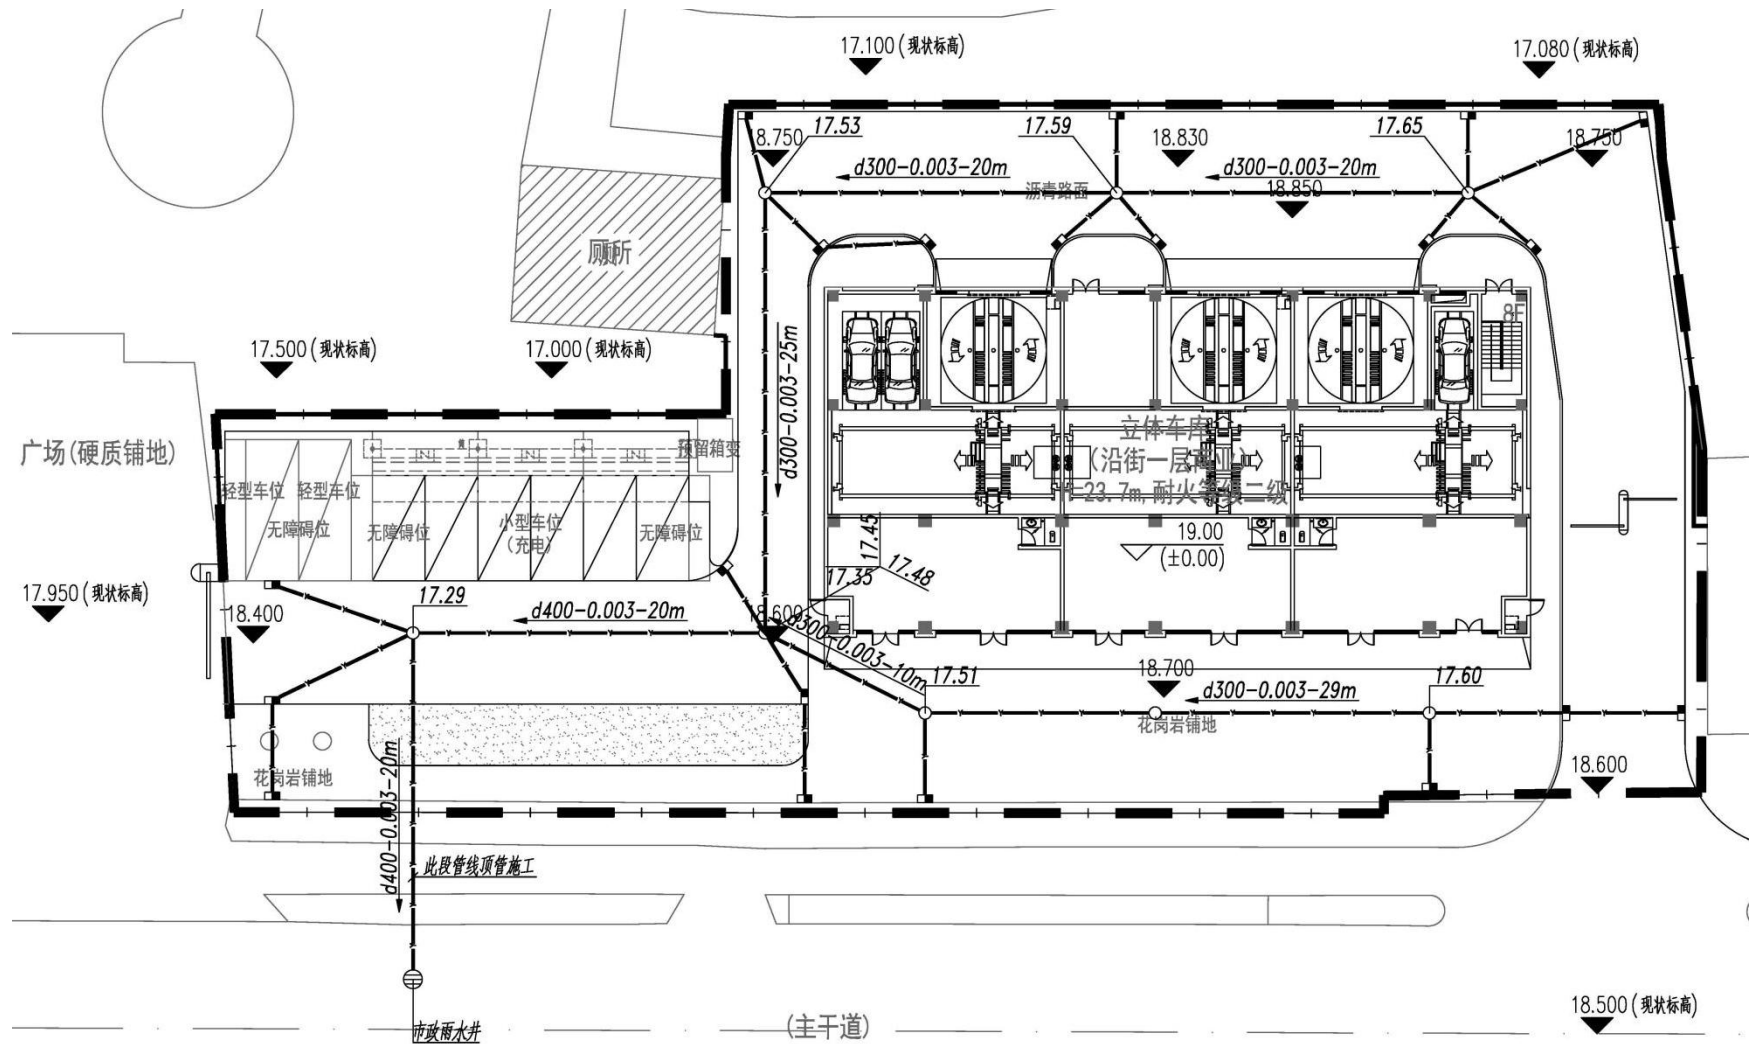 17.100(现状标高)
17.080(现状标高)
18.750
17.53
17.59
18.830
17.65
18.750
d300-0.003-20m
d300-0.003-20m
沥青路面
18.850
厕所
8F
17.500(现状标高)
17.000(现状标高)
d300-0.003-25m
广场(硬质铺地)
预留箱变
立体车库
(沿街一层商业)
H=23.7m,耐火等级二级
轻型车位
轻型车位
无障碍位
无障碍位
小型车位
(充电)
无障碍位
17.45
17.35
17.48
19.00
(±0.00)
17.950(现状标高)
18.400
17.29
d400-0.003-20m
18.600
d300-0.003-10m
17.51
18.700
d300-0.003-29m
17.60
花岗岩铺地
花岗岩铺地
18.600
d400-0.003-20m
此段管线顶管施工
市政雨水井
(主干道)
18.500(现状标高)